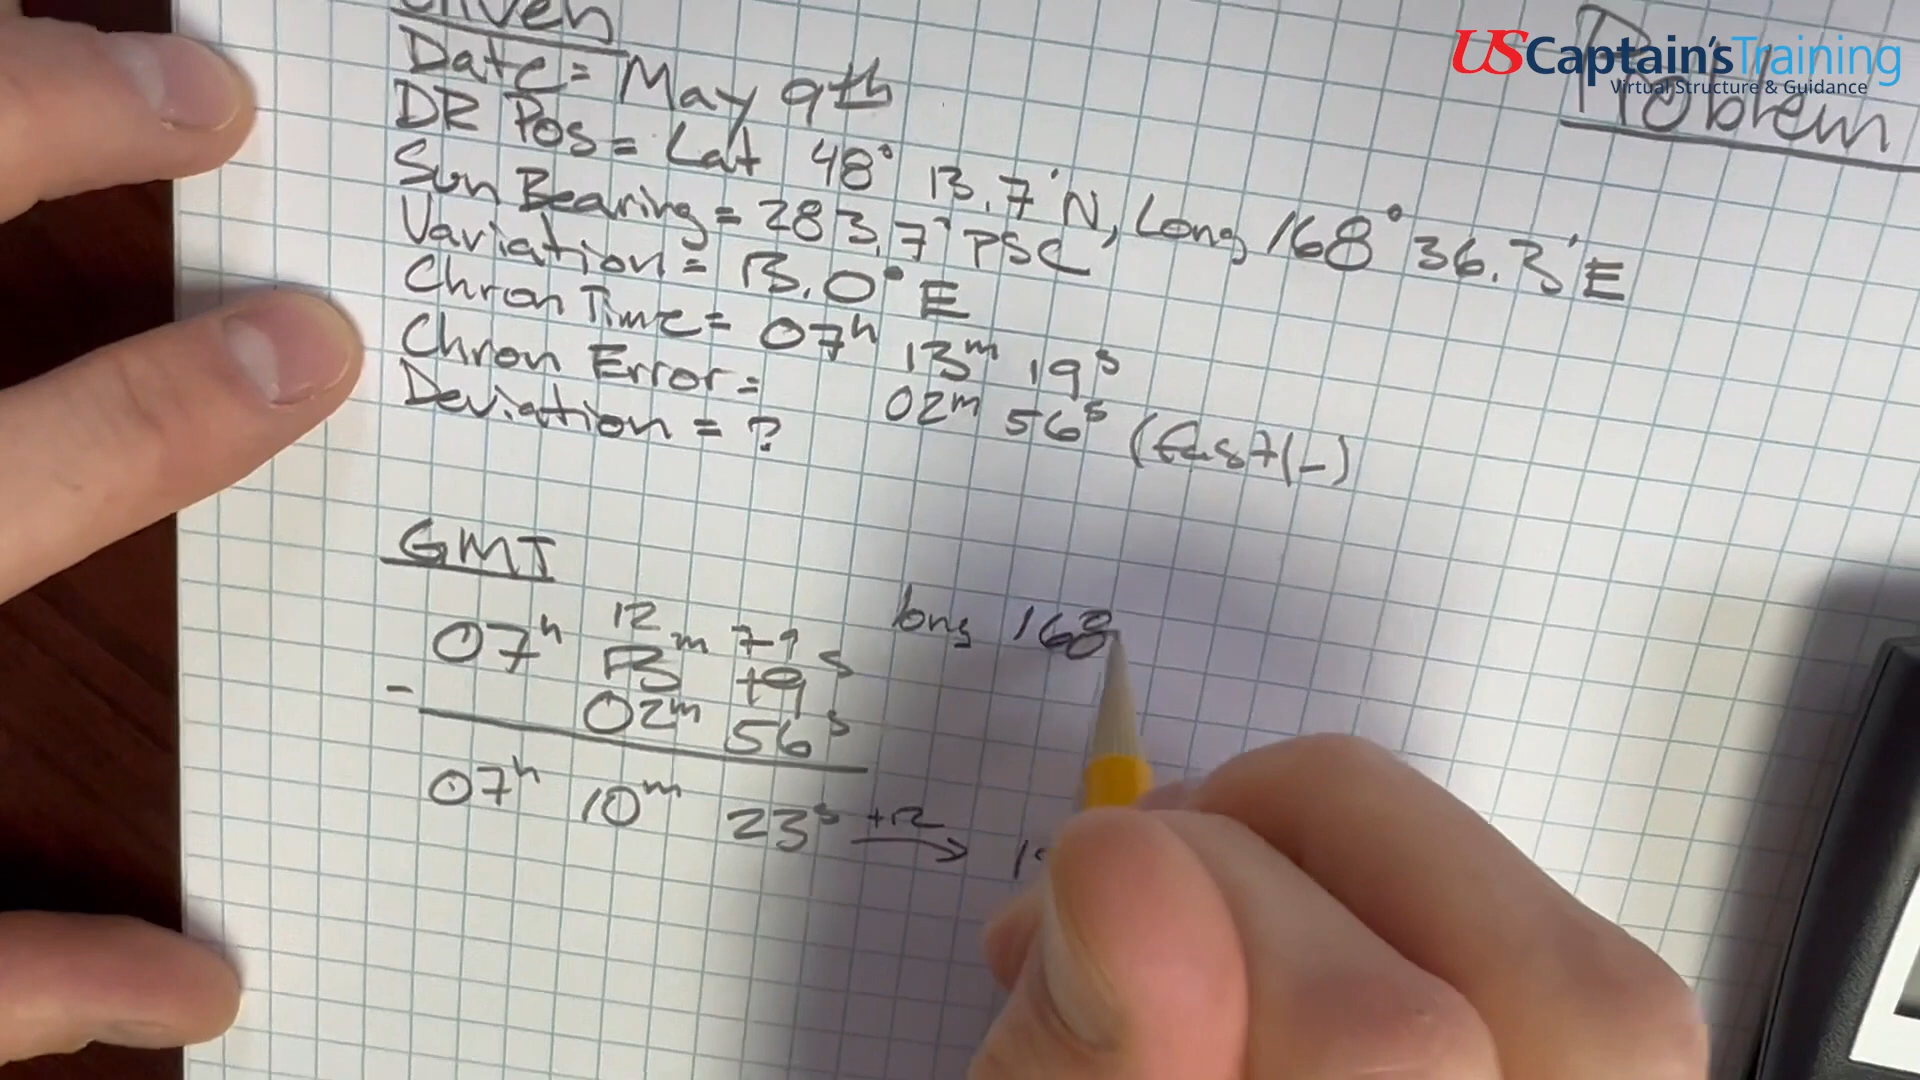 Given
USCaptain'sTraining
Virtual Structure & Guidance
Problem
Date = May 9th
DR Pos = Lat 48° 13.7' N, Long 168° 36.3' E
Sun Bearing = 283.7° PSC
Variation = 13.0° E
Chron Time = 07h 13m 19s
Chron Error = 02m 56s (fast (-)
Deviation = ?
GMT
12 79
07h 13m 19s
- 02m 56s
07h 10m 23s +12 →
long 168